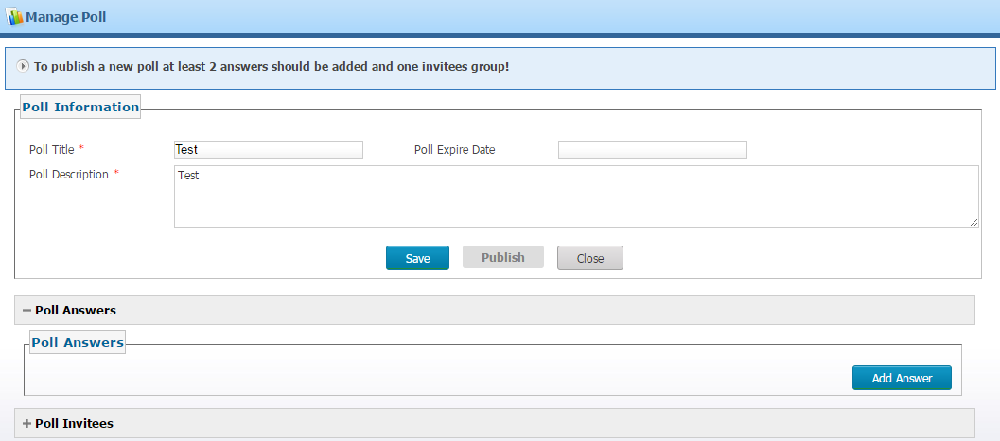 Manage Poll
To publish a new poll at least 2 answers should be added and one invitees group!
Poll Information
Poll Title * Test Poll Expire Date
Poll Description * Test
Save Publish Close
Poll Answers
Poll Answers
Add Answer
Poll Invitees